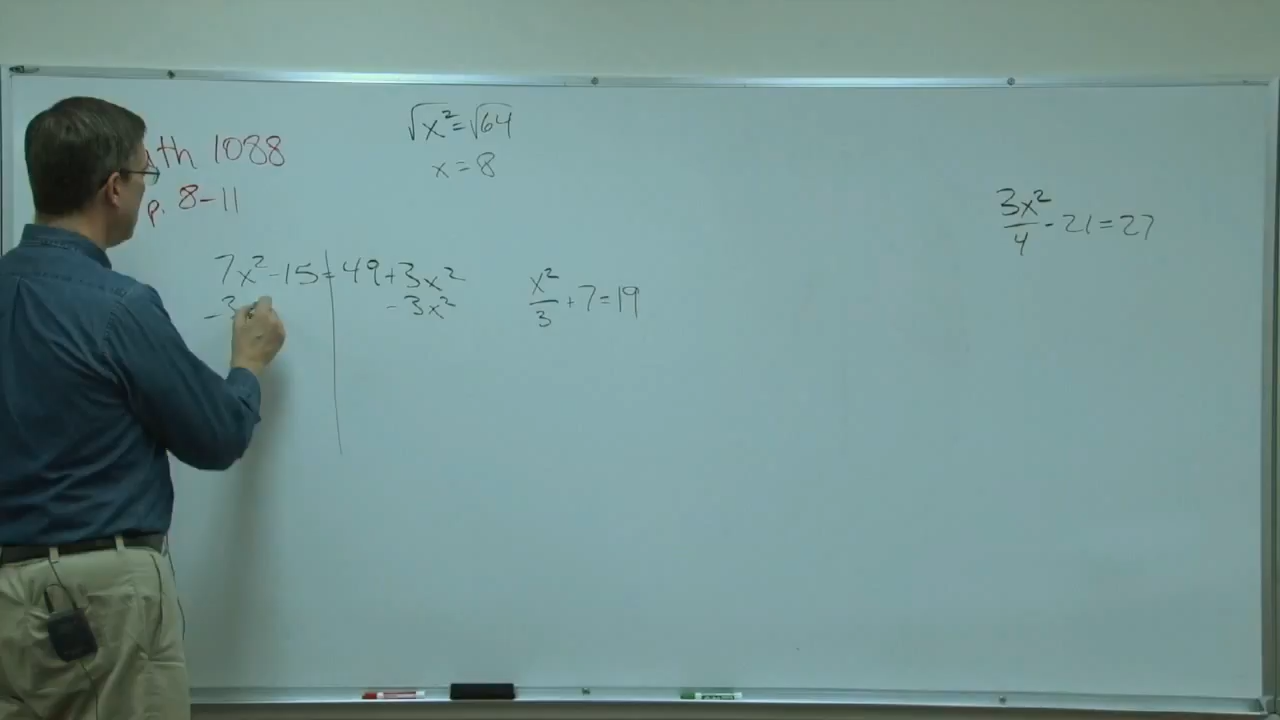 1088
p. 8-11
√x² = √64
x = 8
7x² - 15 = 49 + 3x²
-3 - 3x²
x²/3 + 7 = 19
3x²/4 - 21 = 27